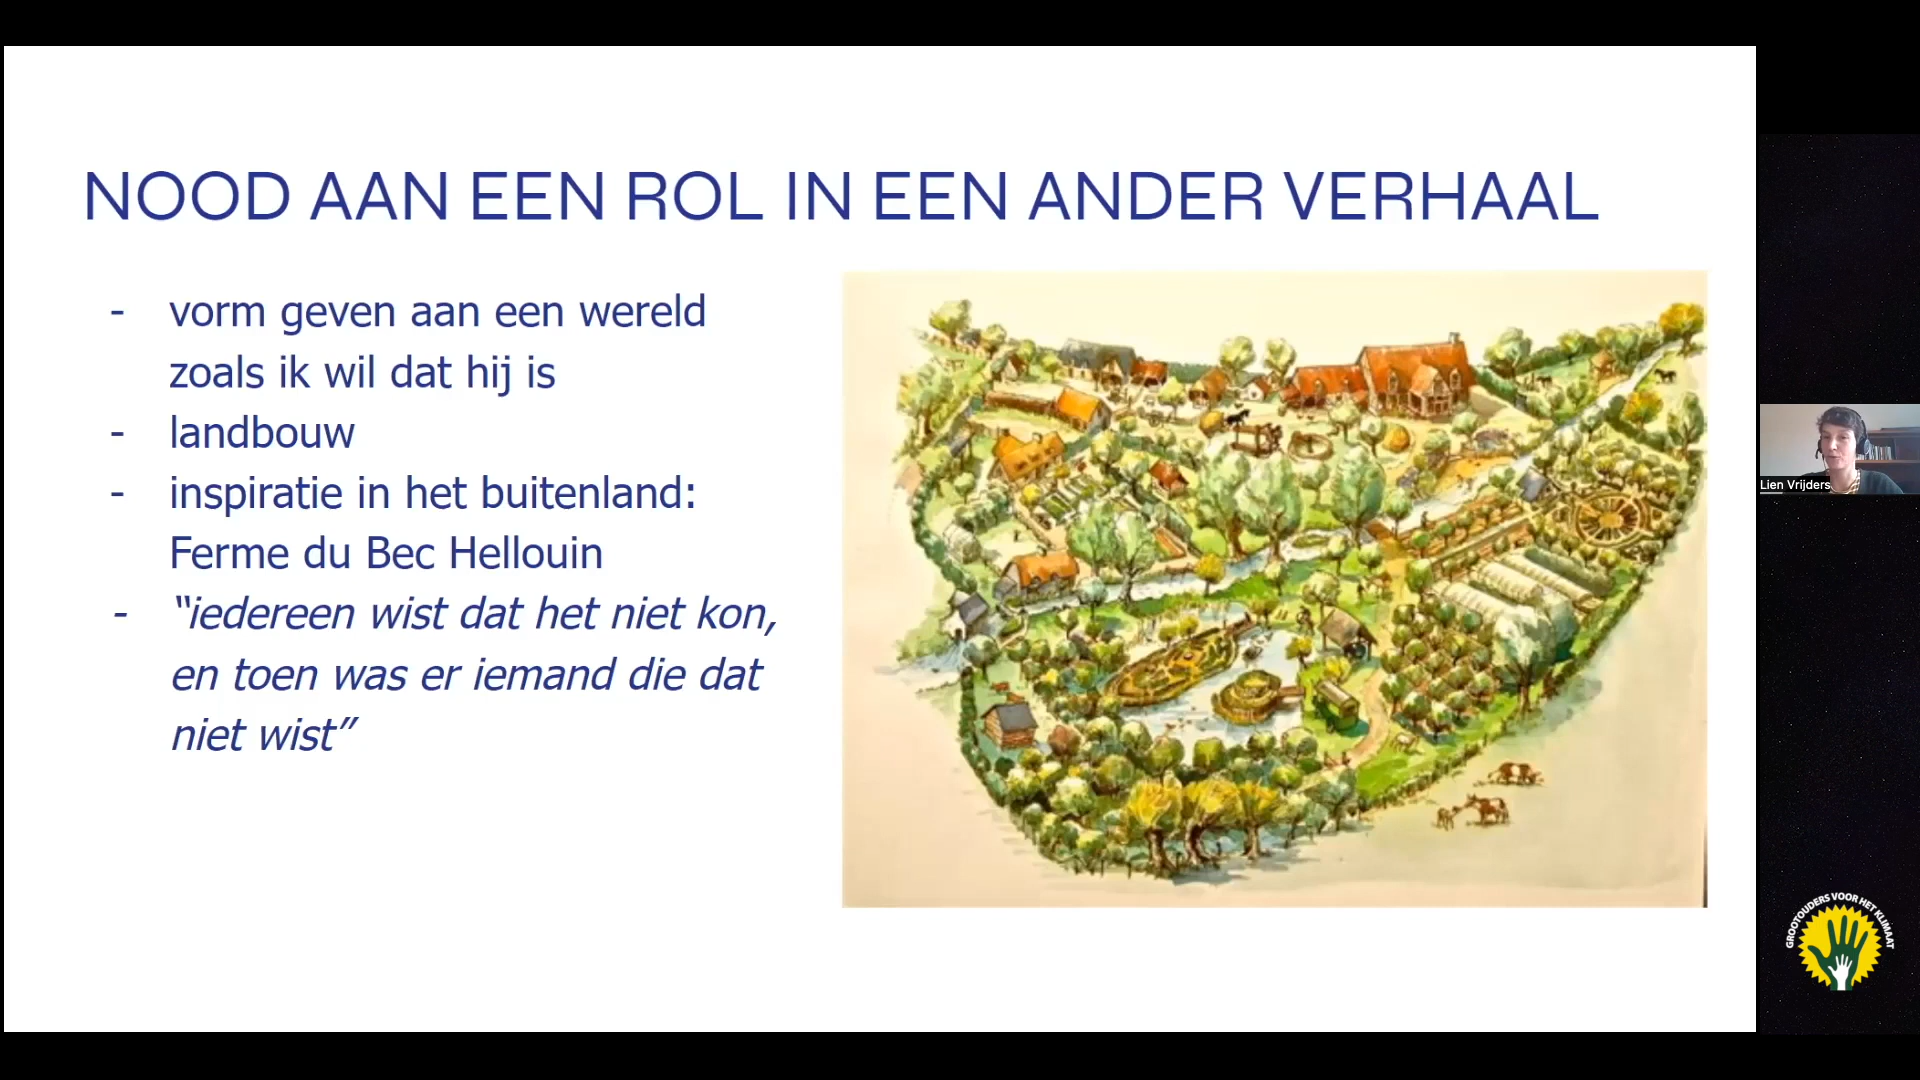 NOOD AAN EEN ROL IN EEN ANDER VERHAAL
- vorm geven aan een wereld
zoals ik wil dat hij is
- landbouw
- inspiratie in het buitenland:
Ferme du Bec Hellouin
- “iedereen wist dat het niet kon,
en toen was er iemand die dat
niet wist”
Lien Vrijders
GROOTOUDERS VOOR HET KLIMAAT